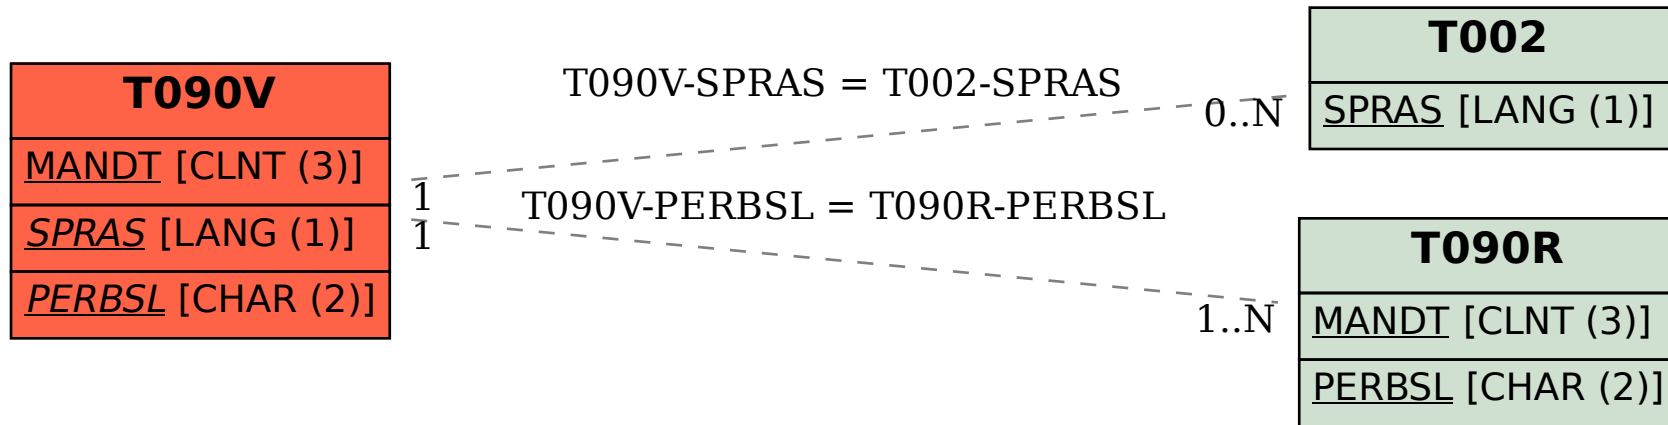 T090V
MANDT [CLNT (3)]
SPRAS [LANG (1)]
PERBSL [CHAR (2)]
T090V-SPRAS = T002-SPRAS
1
0..N
T090V-PERBSL = T090R-PERBSL
1
1..N
T002
SPRAS [LANG (1)]
T090R
MANDT [CLNT (3)]
PERBSL [CHAR (2)]